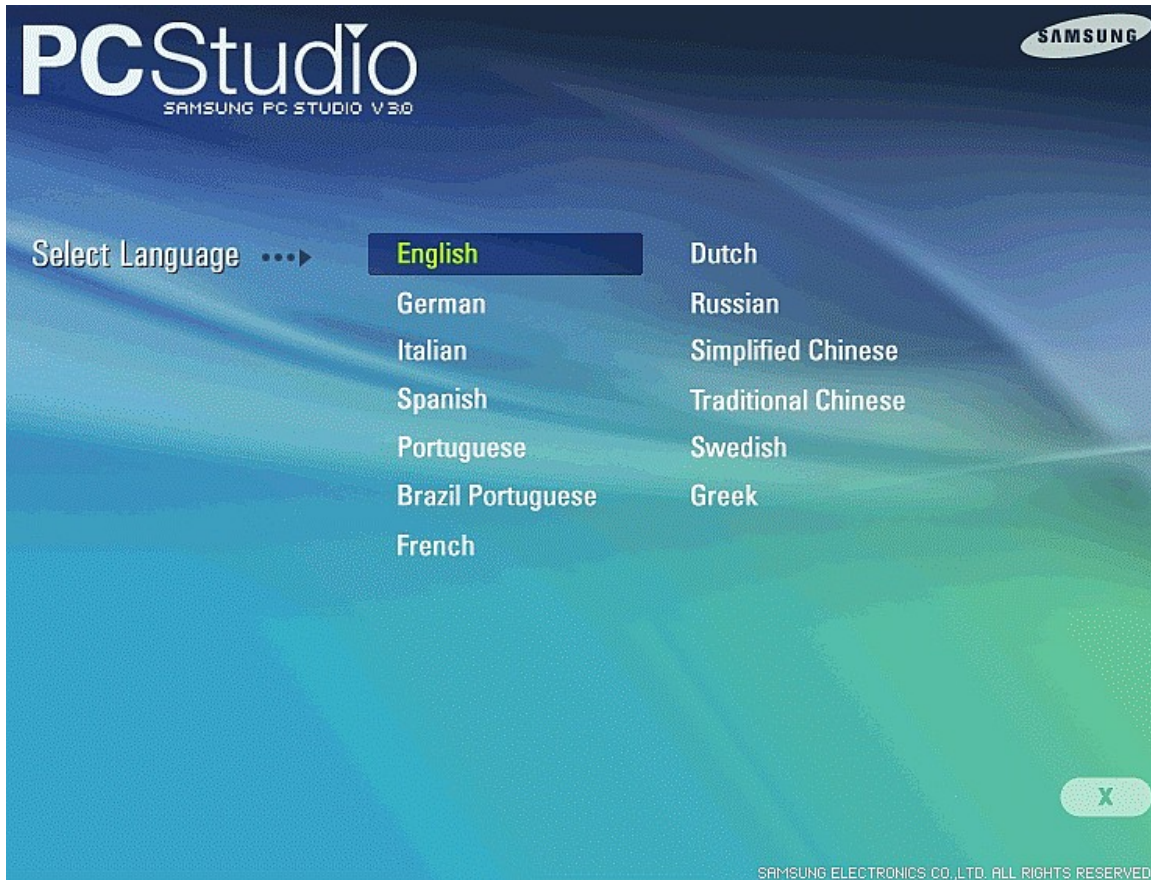 PCStudio
SAMSUNG PC STUDIO V 3.0
SAMSUNG
Select Language
English
German
Italian
Spanish
Portuguese
Brazil Portuguese
French
Dutch
Russian
Simplified Chinese
Traditional Chinese
Swedish
Greek
X
SAMSUNG ELECTRONICS CO.,LTD. ALL RIGHTS RESERVED